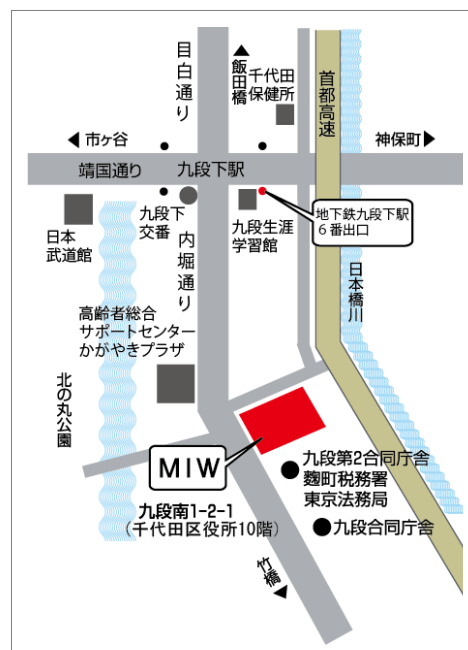 目白通り
飯田橋
千代田
保健所
首都高速
市ヶ谷
神保町
靖国通り
九段下駅
日本
武道館
九段下
交番
内堀通り
九段生涯
学習館
地下鉄九段下駅
６番出口
日本橋川
高齢者総合
サポートセンター
かがやきプラザ
北の丸公園
MIW
九段南1-2-1
（千代田区役所10階）
九段第2合同庁舎
麴町税務署
東京法務局
九段合同庁舎
竹橋